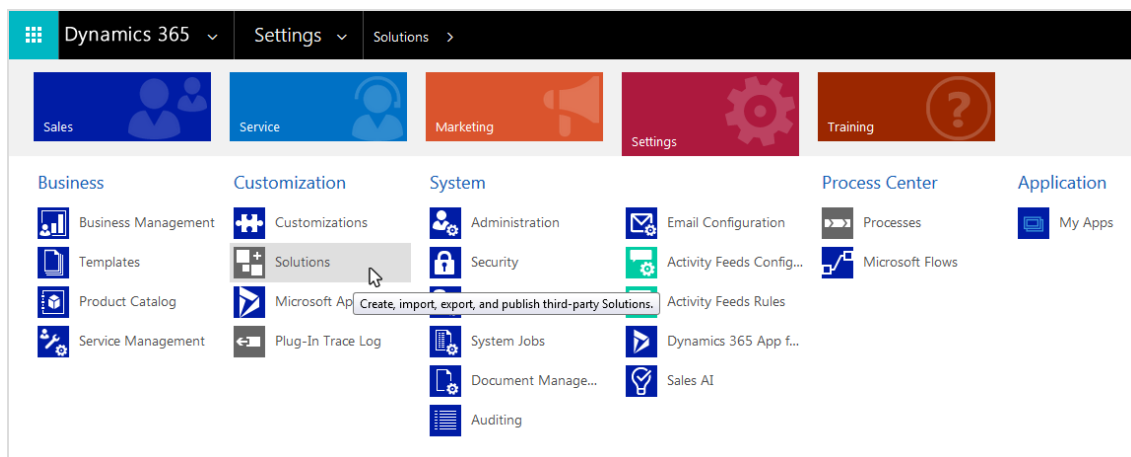 Dynamics 365
Settings
Solutions
Sales
Service
Marketing
Settings
Training
Business
Business Management
Templates
Product Catalog
Service Management
Customization
Customizations
Solutions
Microsoft Ap
Create, import, export, and publish third-party Solutions.
Plug-In Trace Log
System
Administration
Security
System Jobs
Document Manage...
Auditing
Email Configuration
Activity Feeds Config...
Activity Feeds Rules
Dynamics 365 App f...
Sales AI
Process Center
Processes
Microsoft Flows
Application
My Apps